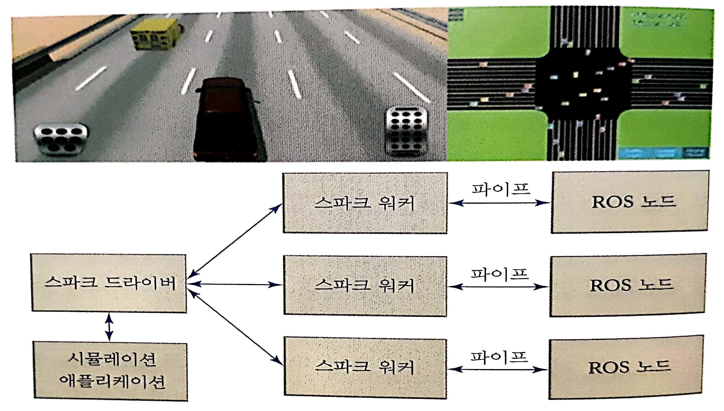 스파크 워커
파이프
ROS 노드
스파크 드라이버
스파크 워커
파이프
ROS 노드
시뮬레이션
애플리케이션
스파크 워커
파이프
ROS 노드